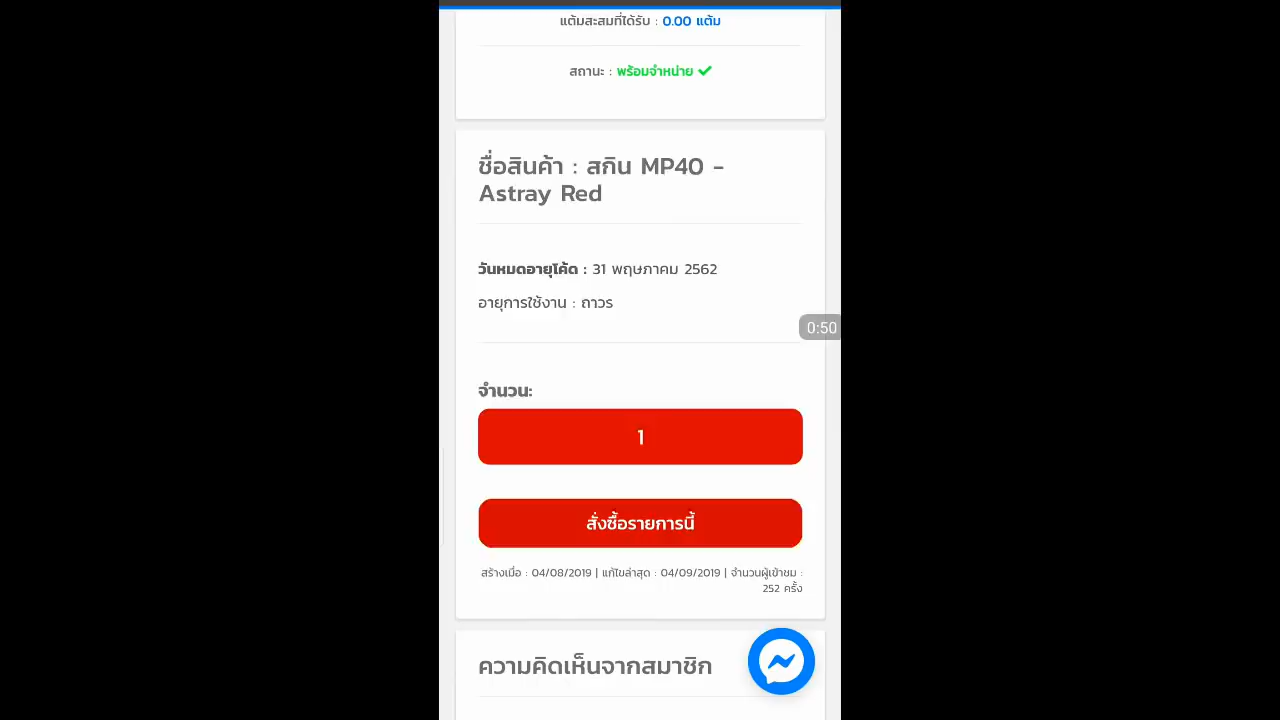 แต้มสะสมที่ได้รับ : 0.00 แต้ม
สถานะ : พร้อมจำหน่าย
ชื่อสินค้า : สกิน MP40 -
Astray Red
วันหมดอายุโค้ด : 31 พฤษภาคม 2562
อายุการใช้งาน : ถาวร
0:50
จำนวน:
1
สั่งซื้อรายการนี้
สร้างเมื่อ : 04/08/2019 | แก้ไขล่าสุด : 04/09/2019 | จำนวนผู้เข้าชม :
252 ครั้ง
ความคิดเห็นจากสมาชิก